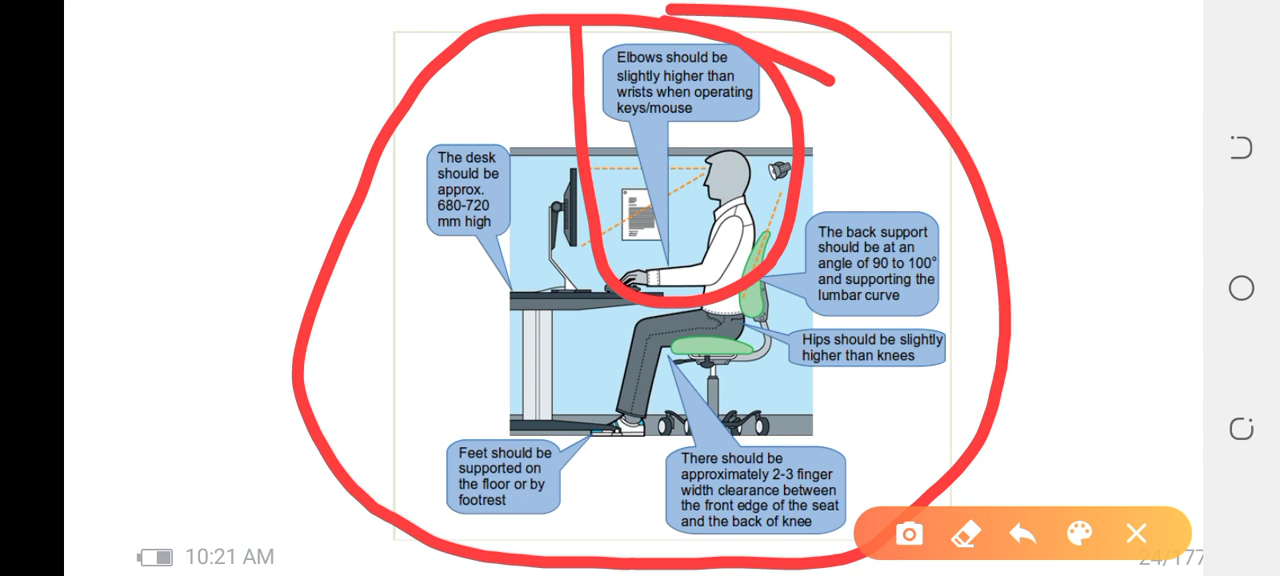 Elbows should be
slightly higher than
wrists when operating
keys/mouse
The desk
should be
approx.
680-720
mm high
The back support
should be at an
angle of 90 to 100°
and supporting the
lumbar curve
Hips should be slightly
higher than knees
Feet should be
supported on
the floor or by
footrest
There should be
approximately 2-3 finger
width clearance between
the front edge of the seat
and the back of knee
10:21 AM
24/177